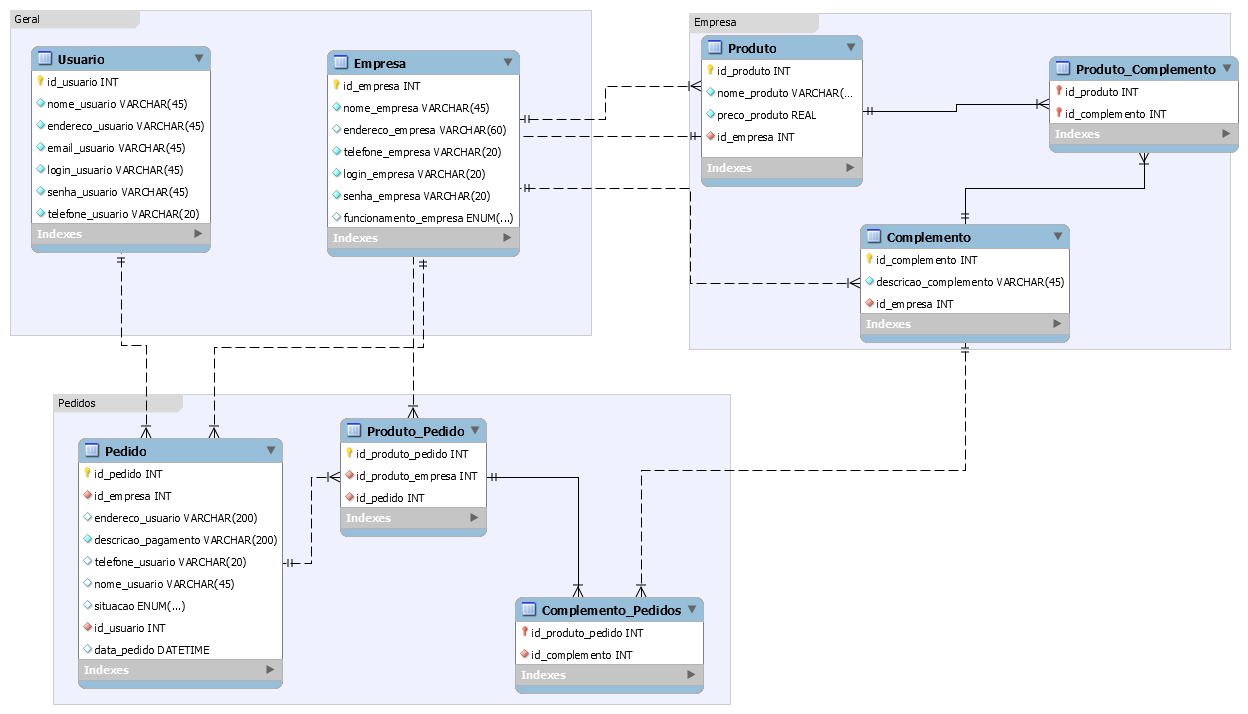 Geral
Usuario
id_usuario INT
nome_usuario VARCHAR(45)
endereco_usuario VARCHAR(45)
email_usuario VARCHAR(45)
login_usuario VARCHAR(45)
senha_usuario VARCHAR(45)
telefone_usuario VARCHAR(20)
Indexes
Empresa
id_empresa INT
nome_empresa VARCHAR(45)
endereco_empresa VARCHAR(60)
telefone_empresa VARCHAR(20)
login_empresa VARCHAR(20)
senha_empresa VARCHAR(20)
funcionamento_empresa ENUM(...)
Indexes
Empresa
Produto
id_produto INT
nome_produto VARCHAR(...
preco_produto REAL
id_empresa INT
Indexes
Produto_Complemento
id_produto INT
id_complemento INT
Indexes
Complemento
id_complemento INT
descricao_complemento VARCHAR(45)
id_empresa INT
Indexes
Pedidos
Pedido
id_pedido INT
id_empresa INT
endereco_usuario VARCHAR(200)
descricao_pagamento VARCHAR(200)
telefone_usuario VARCHAR(20)
nome_usuario VARCHAR(45)
situacao ENUM(...)
id_usuario INT
data_pedido DATETIME
Indexes
Produto_Pedido
id_produto_pedido INT
id_produto_empresa INT
id_pedido INT
Indexes
Complemento_Pedidos
id_produto_pedido INT
id_complemento INT
Indexes